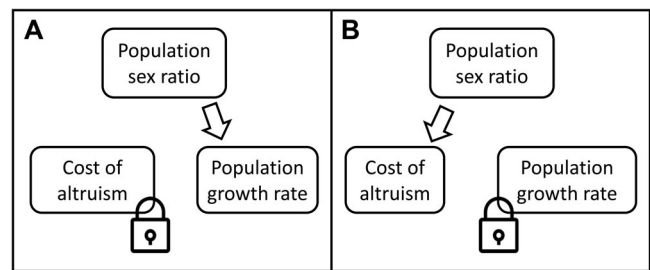 A
Population
sex ratio
Cost of
altruism
Population
growth rate
B
Population
sex ratio
Cost of
altruism
Population
growth rate